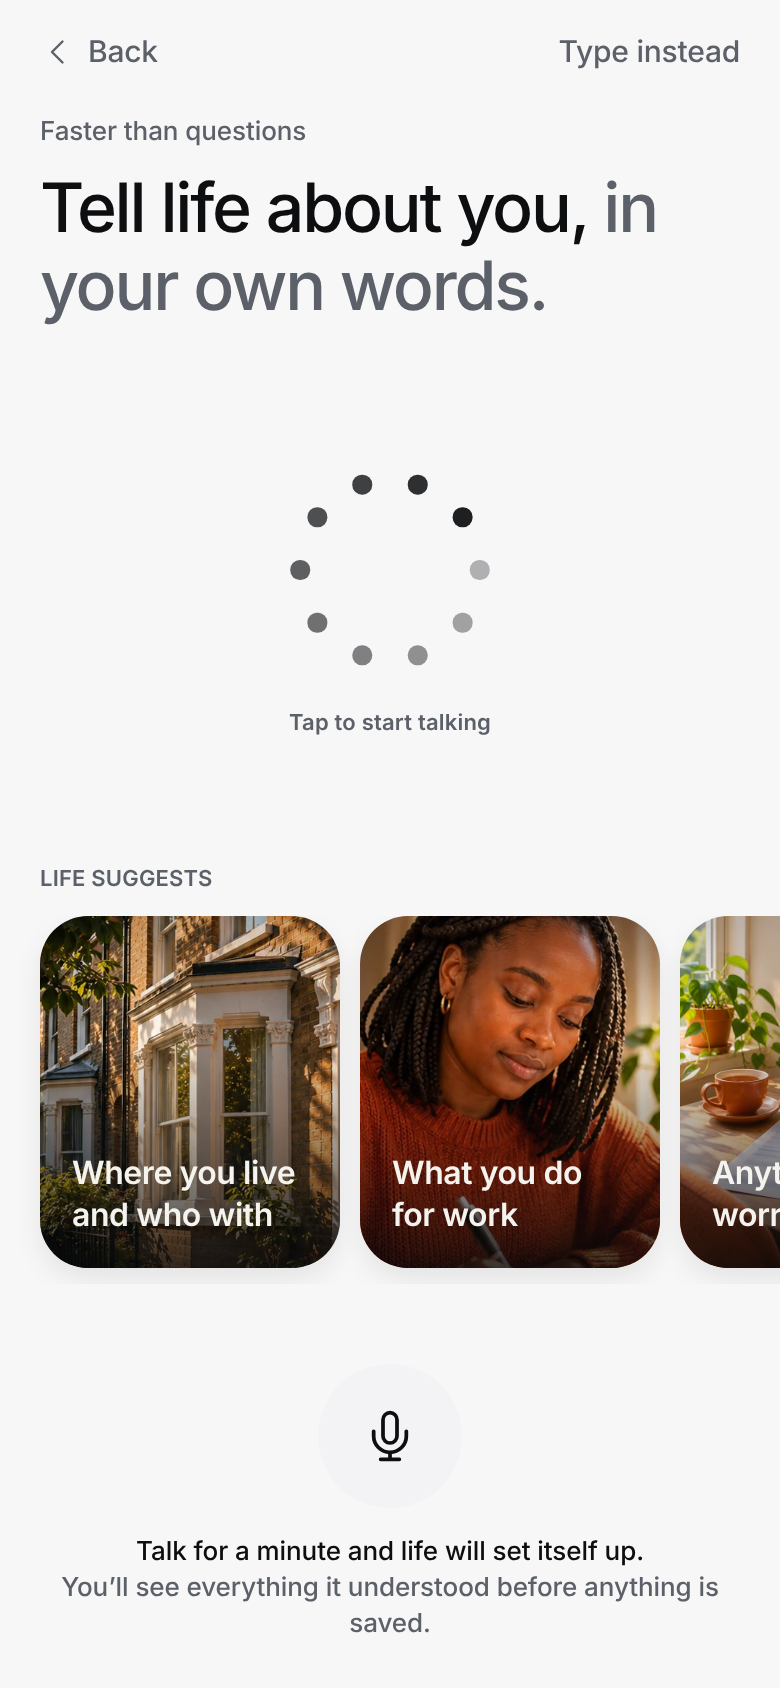 Back
Type instead
Faster than questions
Tell life about you, in
your own words.
Tap to start talking
LIFE SUGGESTS
Where you live
and who with
What you do
for work
Talk for a minute and life will set itself up.
You’ll see everything it understood before anything is
saved.